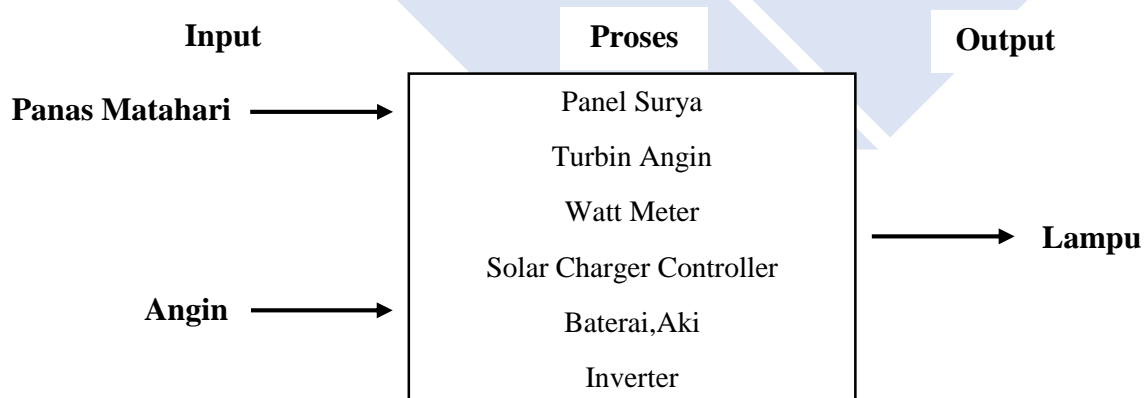 Input
Proses
Output
Panas Matahari
Panel Surya
Turbin Angin
Watt Meter
Solar Charger Controller
Baterai,Aki
Inverter
Angin
Lampu